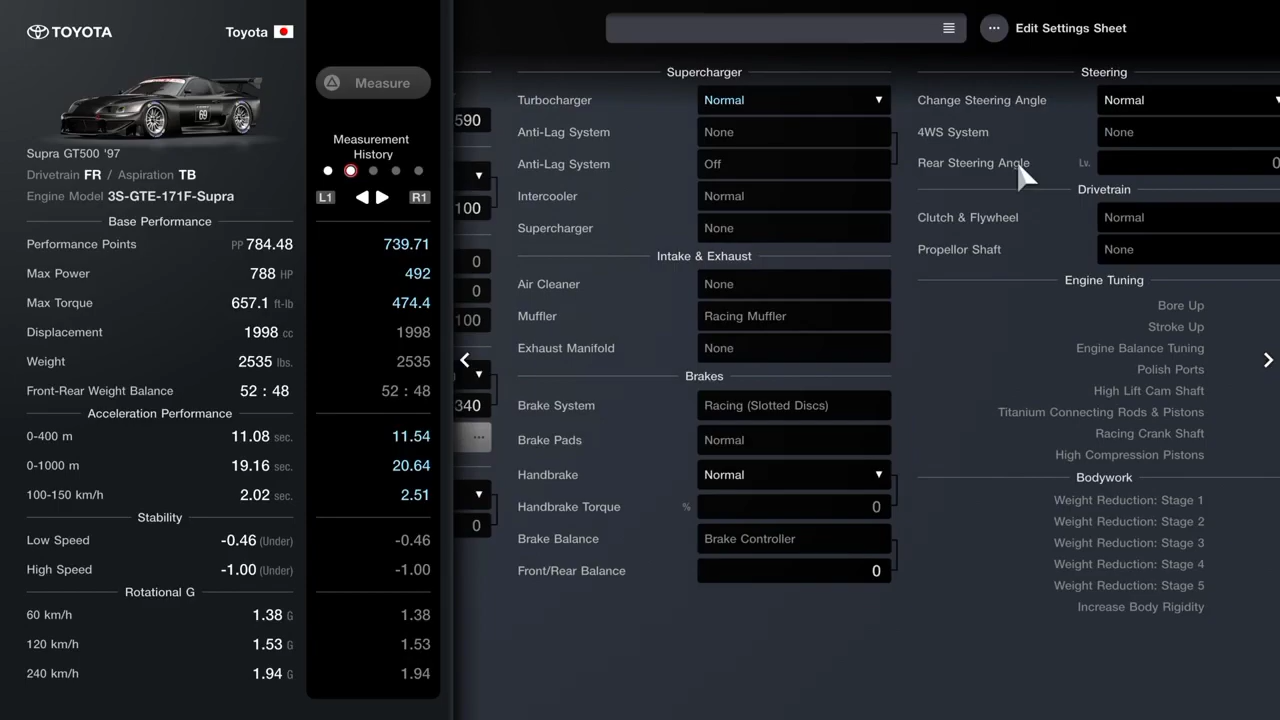 TOYOTA
Toyota
69
Supra GT500 '97
Drivetrain FR / Aspiration TB
Engine Model 3S-GTE-171F-Supra
Base Performance
Performance Points PP 784.48
Max Power 788 HP
Max Torque 657.1 ft-lb
Displacement 1998 cc
Weight 2535 lbs.
Front-Rear Weight Balance 52 : 48
Acceleration Performance
0-400 m 11.08 sec.
0-1000 m 19.16 sec.
100-150 km/h 2.02 sec.
Stability
Low Speed -0.46 (Under)
High Speed -1.00 (Under)
Rotational G
60 km/h 1.38 G
120 km/h 1.53 G
240 km/h 1.94 G
Measure
Measurement
History
L1 R1
739.71
492
474.4
1998
2535
52 : 48
11.54
20.64
2.51
-0.46
-1.00
1.38
1.53
1.94
590
100
0
0
100
340
0
Edit Settings Sheet
Supercharger
Turbocharger Normal
Anti-Lag System None
Anti-Lag System Off
Intercooler Normal
Supercharger None
Intake & Exhaust
Air Cleaner None
Muffler Racing Muffler
Exhaust Manifold None
Brakes
Brake System Racing (Slotted Discs)
Brake Pads Normal
Handbrake Normal
Handbrake Torque % 0
Brake Balance Brake Controller
Front/Rear Balance 0
Steering
Change Steering Angle Normal
4WS System None
Rear Steering Angle Lv. 0
Drivetrain
Clutch & Flywheel Normal
Propellor Shaft None
Engine Tuning
Bore Up
Stroke Up
Engine Balance Tuning
Polish Ports
High Lift Cam Shaft
Titanium Connecting Rods & Pistons
Racing Crank Shaft
High Compression Pistons
Bodywork
Weight Reduction: Stage 1
Weight Reduction: Stage 2
Weight Reduction: Stage 3
Weight Reduction: Stage 4
Weight Reduction: Stage 5
Increase Body Rigidity